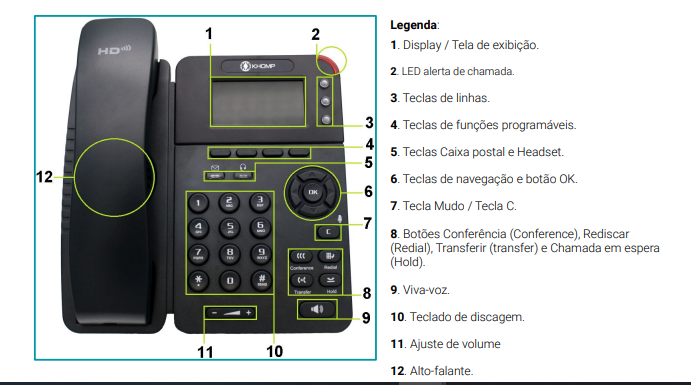 HD
KHOMP
1
2
3
4
5
6
7
8
9
10
11
12
OK
1
2 ABC
3 DEF
4 GHI
5 JKL
6 MNO
7 PQRS
8 TUV
9 WXYZ
*
0
# SEND
C
Conference Redial
Transfer Hold
- +
Legenda:
1. Display / Tela de exibição.
2. LED alerta de chamada.
3. Teclas de linhas.
4. Teclas de funções programáveis.
5. Teclas Caixa postal e Headset.
6. Teclas de navegação e botão OK.
7. Tecla Mudo / Tecla C.
8. Botões Conferência (Conference), Rediscar
(Redial), Transferir (transfer) e Chamada em espera
(Hold).
9. Viva-voz.
10. Teclado de discagem.
11. Ajuste de volume
12. Alto-falante.